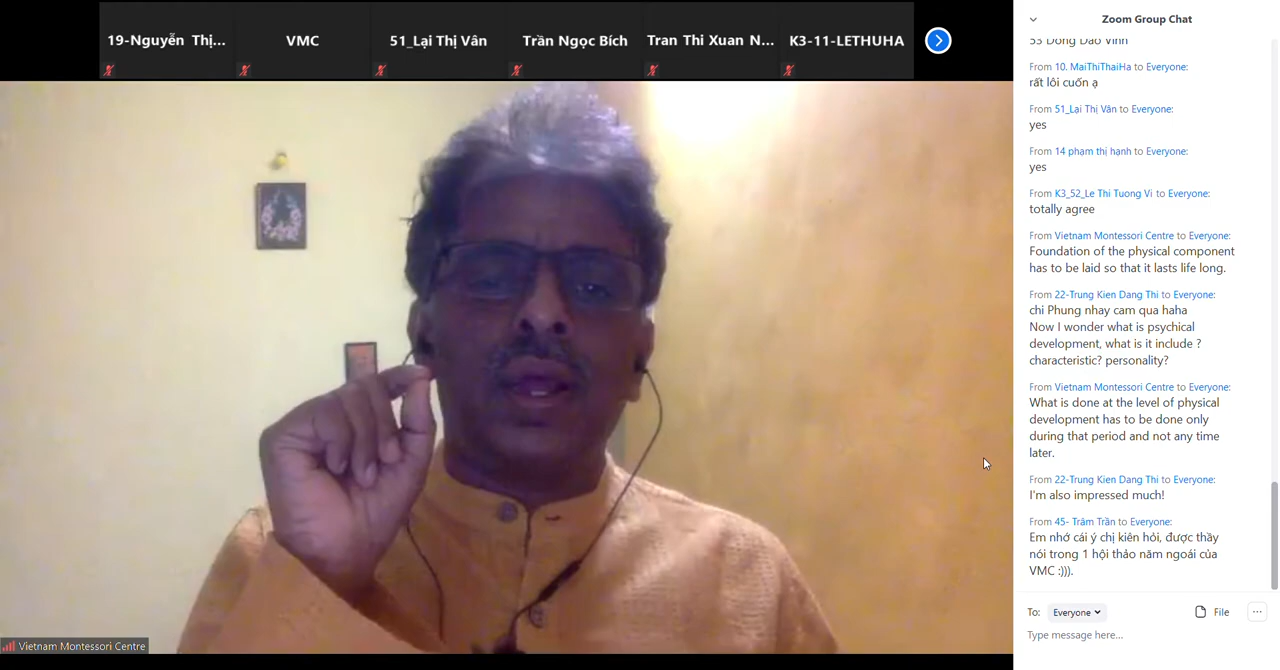 19-Nguyễn Thị...
VMC
51_Lại Thị Vân
Trần Ngọc Bích
Tran Thi Xuan N...
K3-11-LETHUHA
Vietnam Montessori Centre
Zoom Group Chat
53 Dong Dao Vinh
From 10. MaiThiThaiHa to Everyone:
rất lôi cuốn ạ
From 51_Lại Thị Vân to Everyone:
yes
From 14 phạm thị hạnh to Everyone:
yes
From K3_52_Le Thi Tuong Vi to Everyone:
totally agree
From Vietnam Montessori Centre to Everyone:
Foundation of the physical component
has to be laid so that it lasts life long.
From 22-Trung Kien Dang Thi to Everyone:
chi Phung nhay cam qua haha
Now I wonder what is psychical
development, what is it include ?
characteristic? personality?
From Vietnam Montessori Centre to Everyone:
What is done at the level of physical
development has to be done only
during that period and not any time
later.
From 22-Trung Kien Dang Thi to Everyone:
I'm also impressed much!
From 45- Trâm Trần to Everyone:
Em nhớ cái ý chị kiên hỏi, được thầy
nói trong 1 hội thảo năm ngoái của
VMC :))).
To: Everyone
File
Type message here...